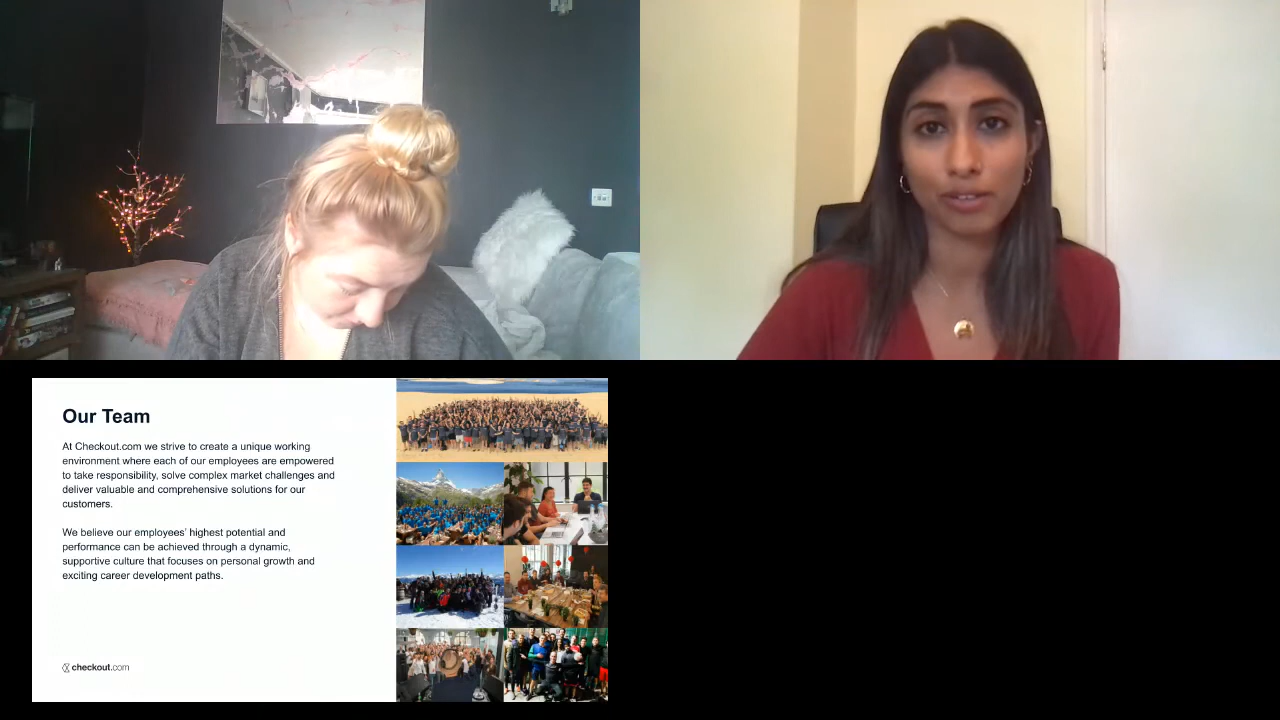 Our Team
At Checkout.com we strive to create a unique working
environment where each of our employees are empowered
to take responsibility, solve complex market challenges and
deliver valuable and comprehensive solutions for our
customers.
We believe our employees' highest potential and
performance can be achieved through a dynamic,
supportive culture that focuses on personal growth and
exciting career development paths.
checkout.com